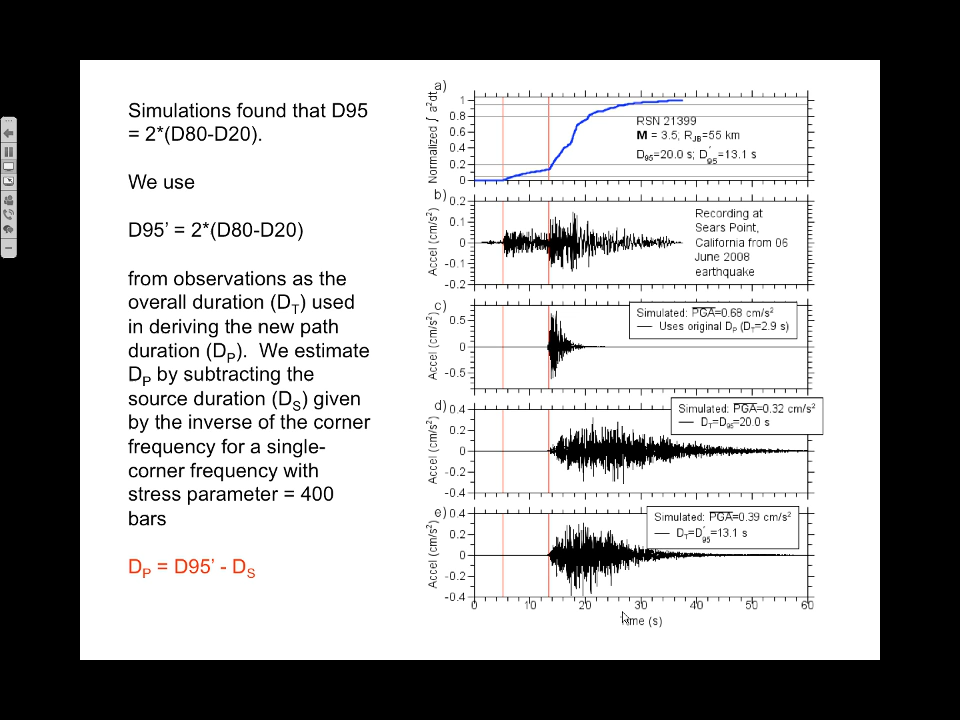 Simulations found that D95
= 2*(D80-D20).
We use
D95’ = 2*(D80-D20)
from observations as the
overall duration (DT) used
in deriving the new path
duration (DP). We estimate
DP by subtracting the
source duration (DS) given
by the inverse of the corner
frequency for a single-
corner frequency with
stress parameter = 400
bars
DP = D95’ - DS
a)
Normalized ∫ a²dt
1
0.8
0.6
0.4
0.2
0
RSN 21399
M = 3.5, RJB=55 km
D95=20.0 s; D'95=13.1 s
b)
Accel (cm/s²)
0.2
0.1
0
-0.1
-0.2
Recording at
Sears Point,
California from 06
June 2008
earthquake
c)
Accel (cm/s²)
0.5
0
-0.5
Simulated: PGA=0.68 cm/s²
Uses original DP (DT=2.9 s)
d)
Accel (cm/s²)
0.4
0.2
0
-0.2
-0.4
Simulated: PGA=0.32 cm/s²
DT=D95=20.0 s
e)
Accel (cm/s²)
0.4
0.2
0
-0.2
-0.4
Simulated: PGA=0.39 cm/s²
DT=D'95=13.1 s
0 10 20 30 40 50 60
Time (s)